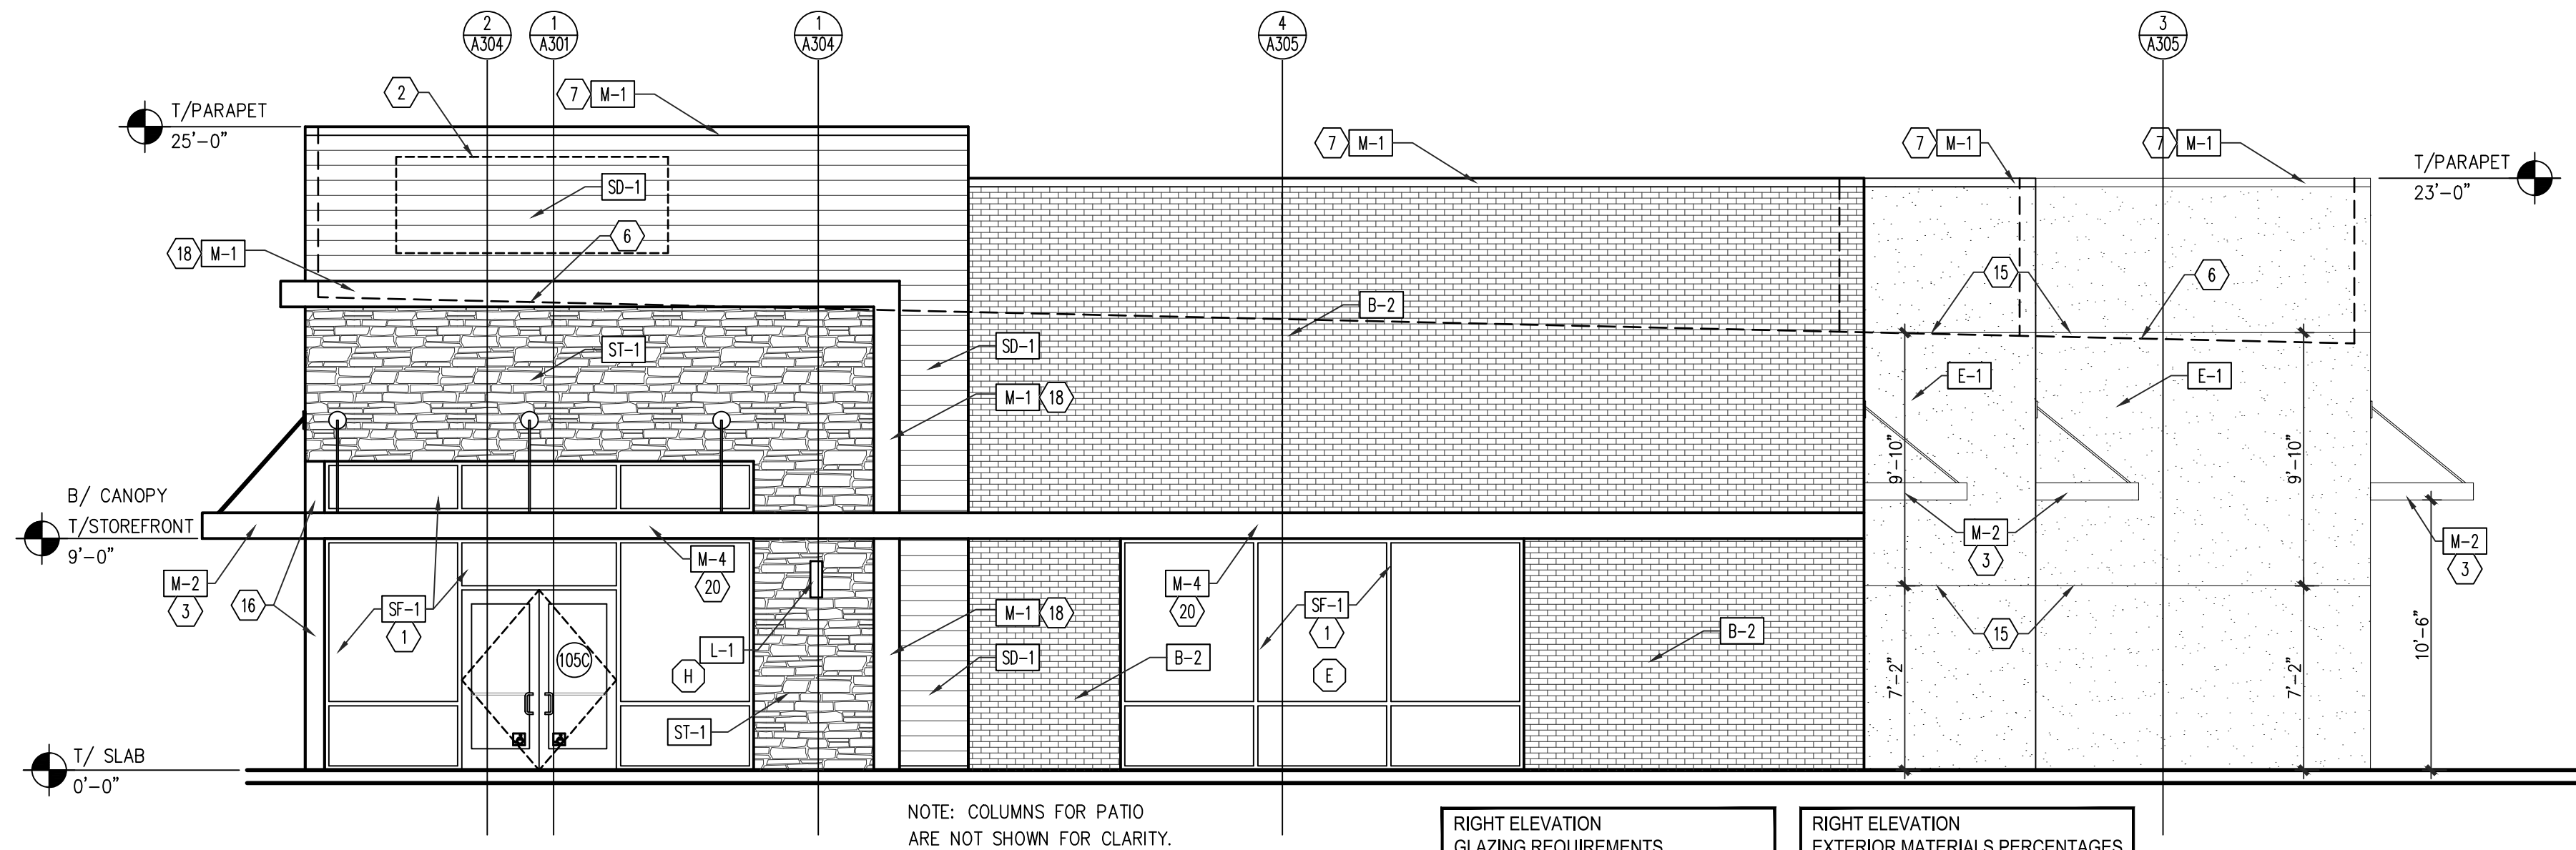 2
A304
1
A301
1
A304
4
A305
3
A305
2
7 M-1
T/PARAPET
25'-0"
7 M-1
7 M-1
7 M-1
T/PARAPET
23'-0"
SD-1
6
18 M-1
15
6
B-2
ST-1
SD-1
E-1
E-1
M-1 18
9'-10"
9'-10"
B/ CANOPY
T/STOREFRONT
9'-0"
M-2
3
M-2
3
M-4
20
M-4
20
M-2
3
16
SF-1
1
SF-1
1
M-1 18
15
L-1
105C
H
SD-1
B-2
E
B-2
7'-2"
7'-2"
10'-6"
ST-1
T/ SLAB
0'-0"
NOTE: COLUMNS FOR PATIO
ARE NOT SHOWN FOR CLARITY.
RIGHT ELEVATION
GLAZING REQUIREMENTS
RIGHT ELEVATION
EXTERIOR MATERIALS PERCENTAGES